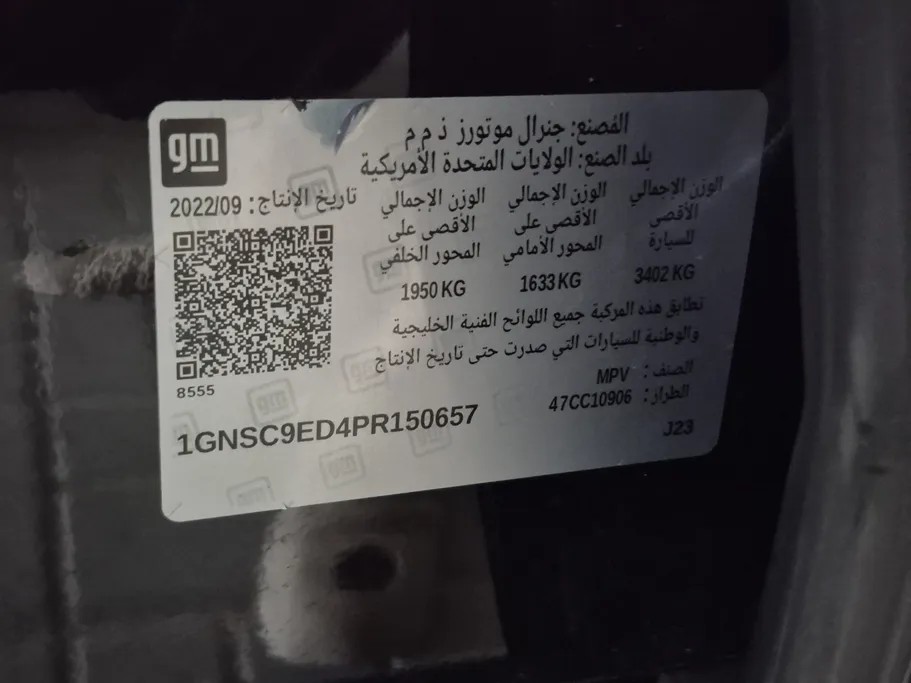 gm
المُصنع: جنرال موتورز ذ م م
بلد الصنع: الولايات المتحدة الأمريكية
تاريخ الإنتاج: 2022/09
الوزن الإجمالي الأقصى للسيارة
3402 KG
الوزن الإجمالي الأقصى على المحور الأمامي
1633 KG
الوزن الإجمالي الأقصى على المحور الخلفي
1950 KG
تطابق هذه المركبة جميع اللوائح الفنية الخليجية
والوطنية للسيارات التي صدرت حتى تاريخ الإنتاج
الصنف: MPV
الطراز: 47CC10906
8555
1GNSC9ED4PR150657
J23